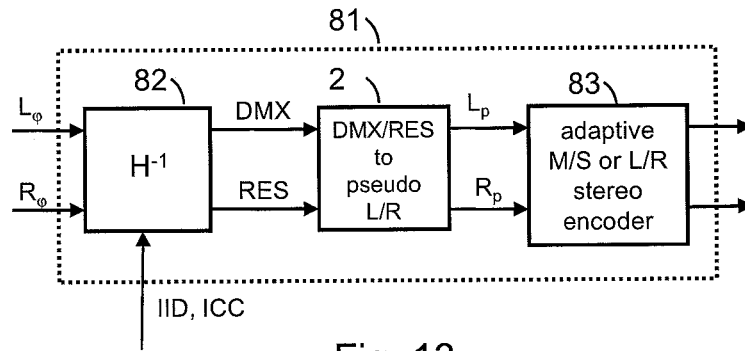 81
82
2
83
Lφ
DMX
Lp
H-1
DMX/RES
to
pseudo
L/R
adaptive
M/S or L/R
stereo
encoder
Rφ
RES
Rp
IID, ICC